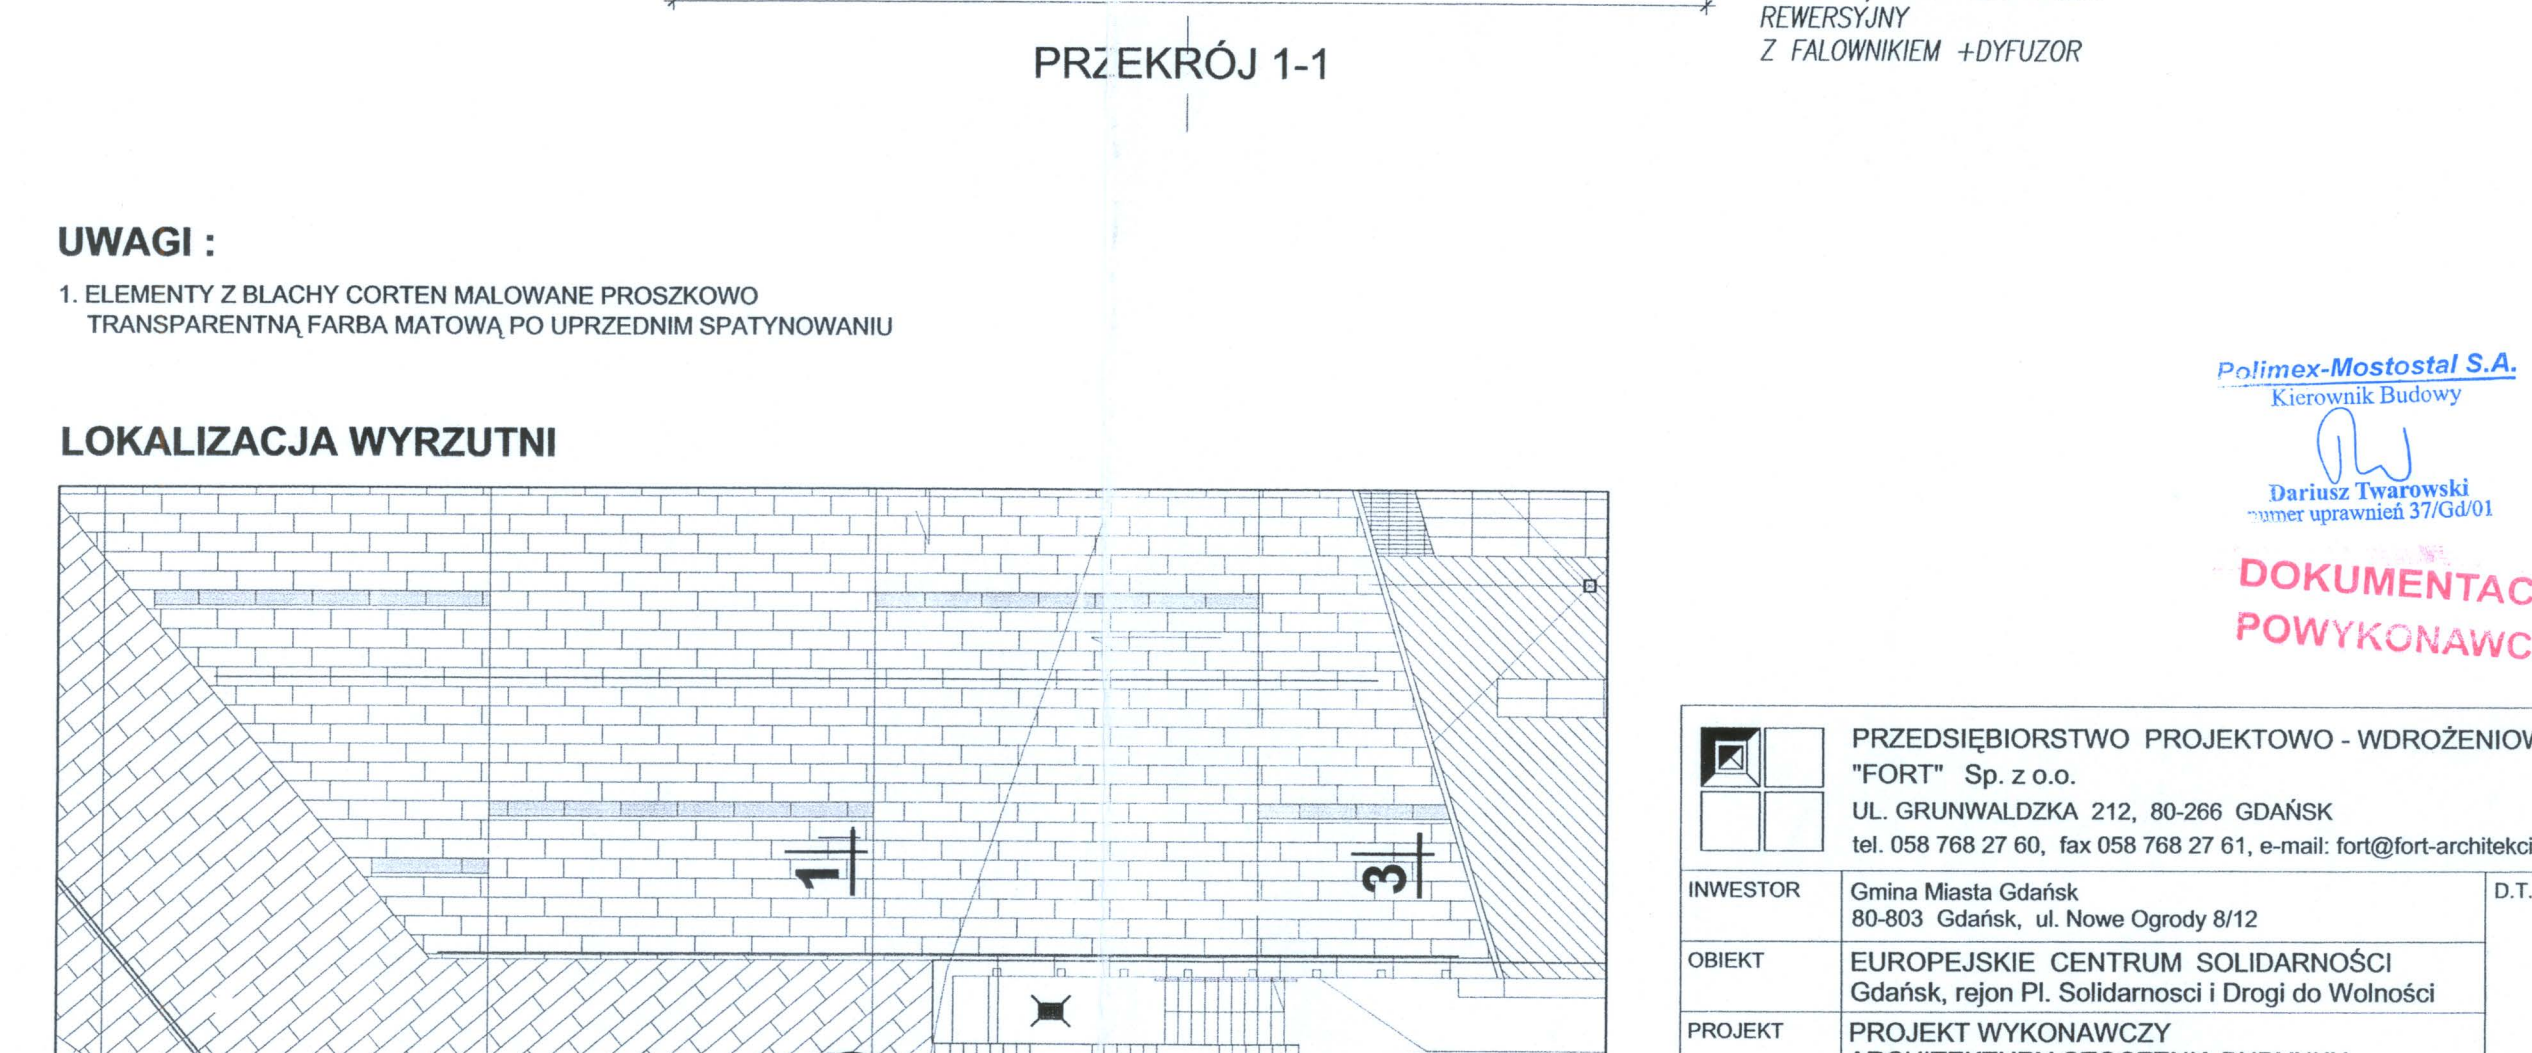 REWERSYJNY
Z FALOWNIKIEM +DYFUZOR
PRZEKRÓJ 1-1
UWAGI :
1. ELEMENTY Z BLACHY CORTEN MALOWANE PROSZKOWO
TRANSPARENTNĄ FARBA MATOWĄ PO UPRZEDNIM SPATYNOWANIU
LOKALIZACJA WYRZUTNI
1
3
Polimex-Mostostal S.A.
Kierownik Budowy
Dariusz Twarowski
numer uprawnień 37/Gd/01
DOKUMENTAC
POWYKONAWC
PRZEDSIĘBIORSTWO PROJEKTOWO - WDROŻENIOW
"FORT" Sp. z o.o.
UL. GRUNWALDZKA 212, 80-266 GDAŃSK
tel. 058 768 27 60, fax 058 768 27 61, e-mail: fort@fort-architekci
INWESTOR
Gmina Miasta Gdańsk
80-803 Gdańsk, ul. Nowe Ogrody 8/12
D.T.
OBIEKT
EUROPEJSKIE CENTRUM SOLIDARNOŚCI
Gdańsk, rejon Pl. Solidarnosci i Drogi do Wolności
PROJEKT
PROJEKT WYKONAWCZY